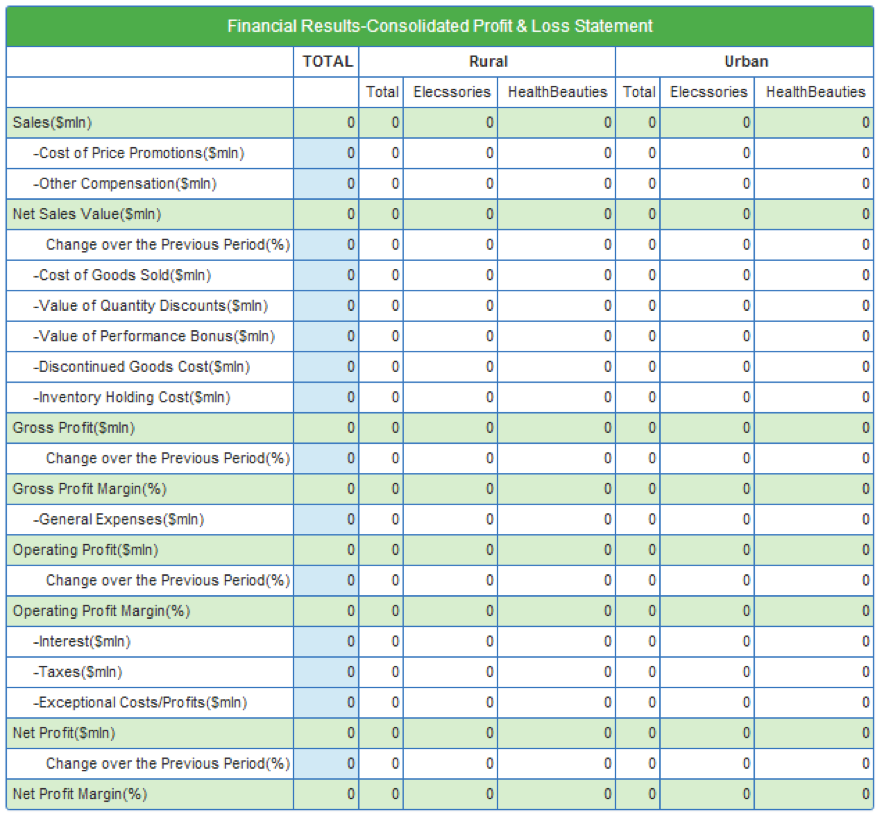 Financial Results-Consolidated Profit & Loss Statement
TOTAL Rural Urban
Total Elecssories HealthBeauties Total Elecssories HealthBeauties
Sales($mln) 0 0 0 0 0 0 0
-Cost of Price Promotions($mln) 0 0 0 0 0 0 0
-Other Compensation($mln) 0 0 0 0 0 0 0
Net Sales Value($mln) 0 0 0 0 0 0 0
Change over the Previous Period(%) 0 0 0 0 0 0 0
-Cost of Goods Sold($mln) 0 0 0 0 0 0 0
-Value of Quantity Discounts($mln) 0 0 0 0 0 0 0
-Value of Performance Bonus($mln) 0 0 0 0 0 0 0
-Discontinued Goods Cost($mln) 0 0 0 0 0 0 0
-Inventory Holding Cost($mln) 0 0 0 0 0 0 0
Gross Profit($mln) 0 0 0 0 0 0 0
Change over the Previous Period(%) 0 0 0 0 0 0 0
Gross Profit Margin(%) 0 0 0 0 0 0 0
-General Expenses($mln) 0 0 0 0 0 0 0
Operating Profit($mln) 0 0 0 0 0 0 0
Change over the Previous Period(%) 0 0 0 0 0 0 0
Operating Profit Margin(%) 0 0 0 0 0 0 0
-Interest($mln) 0 0 0 0 0 0 0
-Taxes($mln) 0 0 0 0 0 0 0
-Exceptional Costs/Profits($mln) 0 0 0 0 0 0 0
Net Profit($mln) 0 0 0 0 0 0 0
Change over the Previous Period(%) 0 0 0 0 0 0 0
Net Profit Margin(%) 0 0 0 0 0 0 0